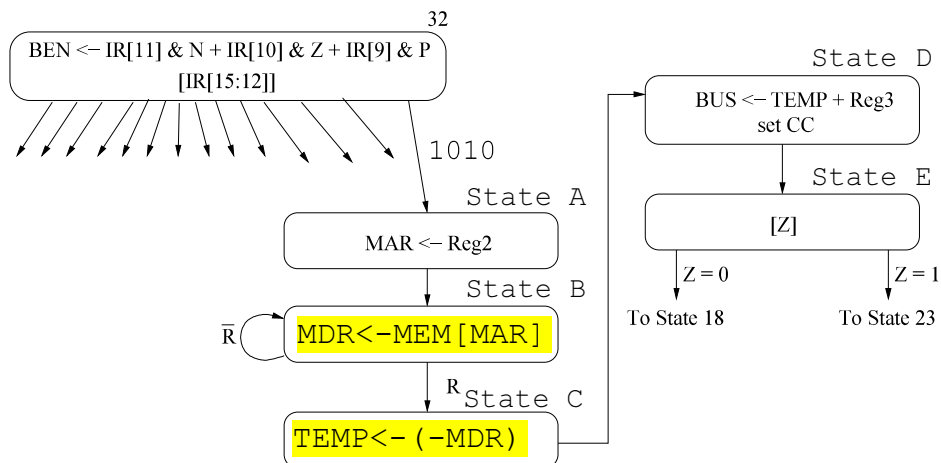 32
BEN <− IR[11] & N + IR[10] & Z + IR[9] & P
[IR[15:12]]
1010
State A
MAR <− Reg2
State B
R̅
MDR<-MEM[MAR]
R
State C
TEMP<-(-MDR)
State D
BUS <− TEMP + Reg3
set CC
State E
[Z]
Z = 0
Z = 1
To State 18
To State 23